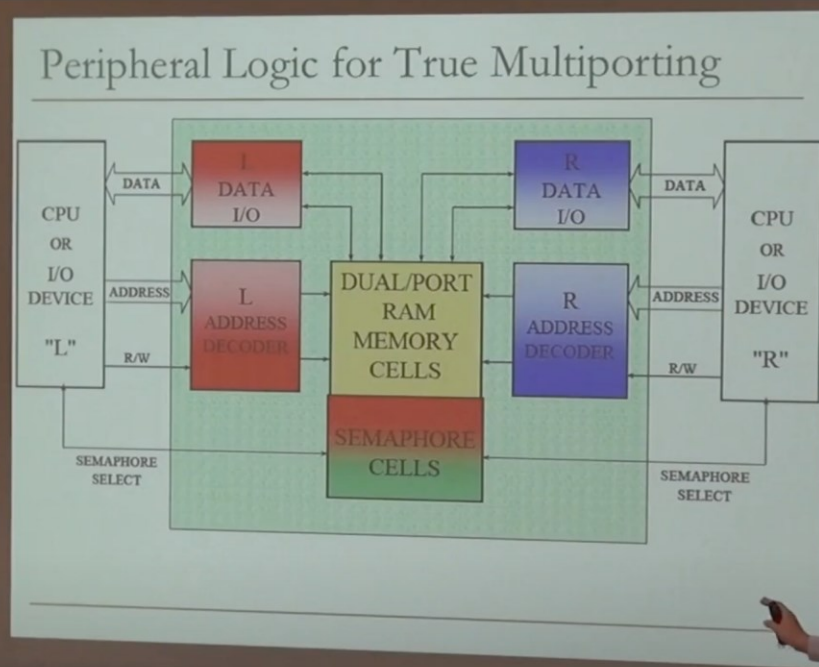 Peripheral Logic for True Multiporting
CPU
OR
I/O
DEVICE
"L"
DATA
ADDRESS
R/W
SEMAPHORE
SELECT
L
DATA
I/O
L
ADDRESS
DECODER
DUAL/PORT
RAM
MEMORY
CELLS
SEMAPHORE
CELLS
R
DATA
I/O
R
ADDRESS
DECODER
DATA
ADDRESS
R/W
SEMAPHORE
SELECT
CPU
OR
I/O
DEVICE
"R"